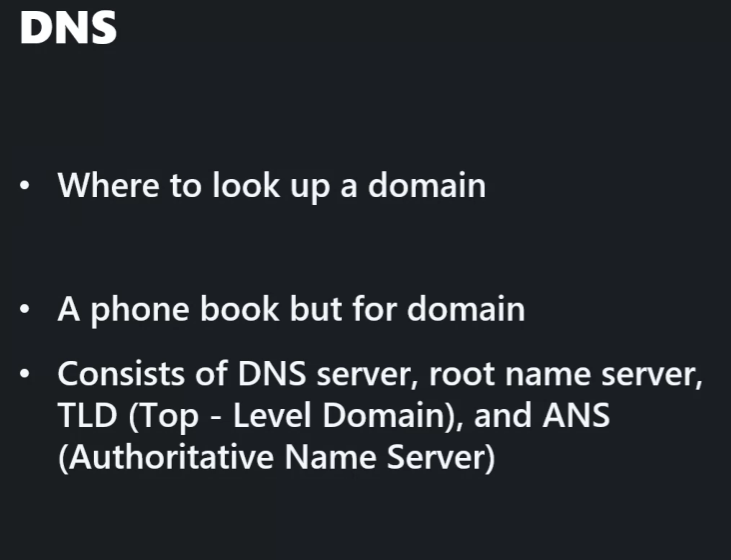 DNS
• Where to look up a domain
• A phone book but for domain
• Consists of DNS server, root name server,
TLD (Top - Level Domain), and ANS
(Authoritative Name Server)